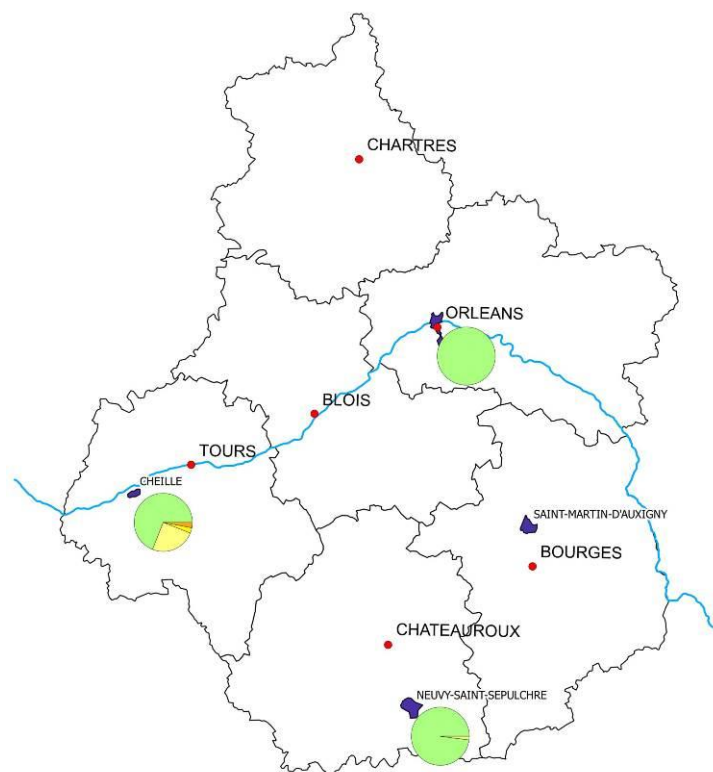 CHARTRES
ORLEANS
BLOIS
TOURS
CHEILLE
SAINT-MARTIN-D'AUXIGNY
BOURGES
CHATEAUROUX
NEUVY-SAINT-SEPULCHRE